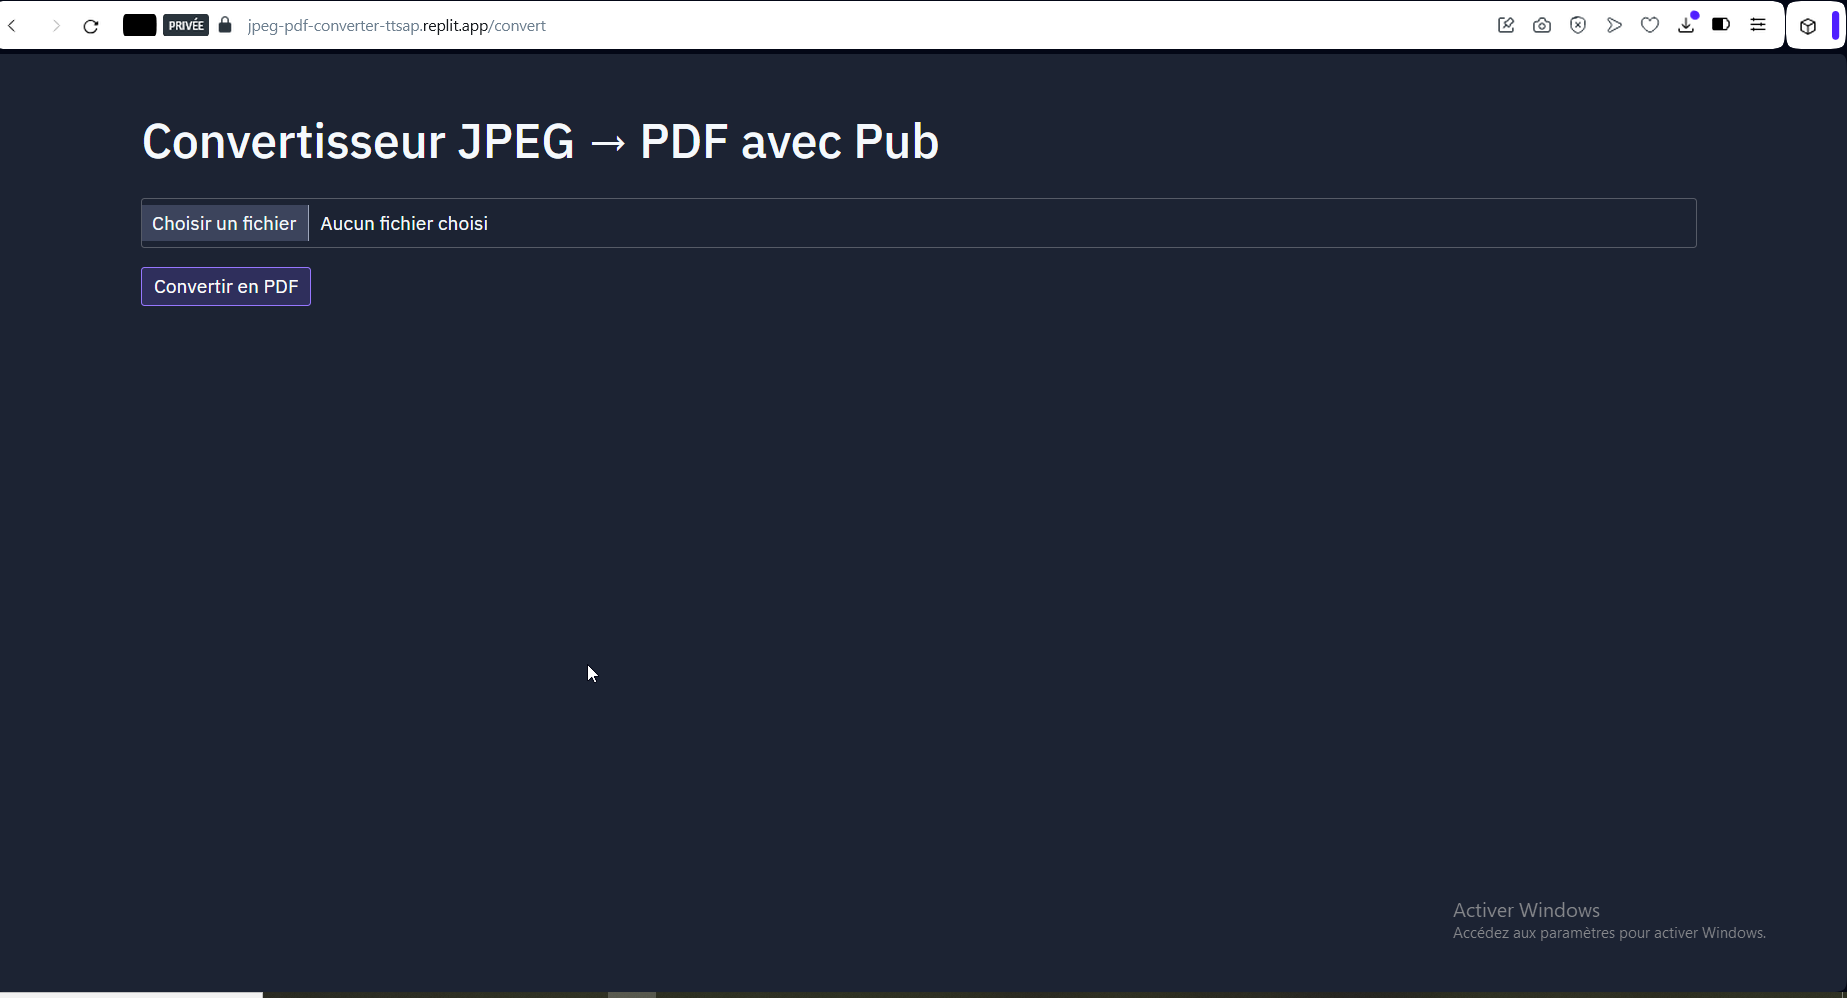 PRIVÉE jpeg-pdf-converter-ttsap.replit.app/convert
Convertisseur JPEG → PDF avec Pub
Choisir un fichier Aucun fichier choisi
Convertir en PDF
Activer Windows
Accédez aux paramètres pour activer Windows.